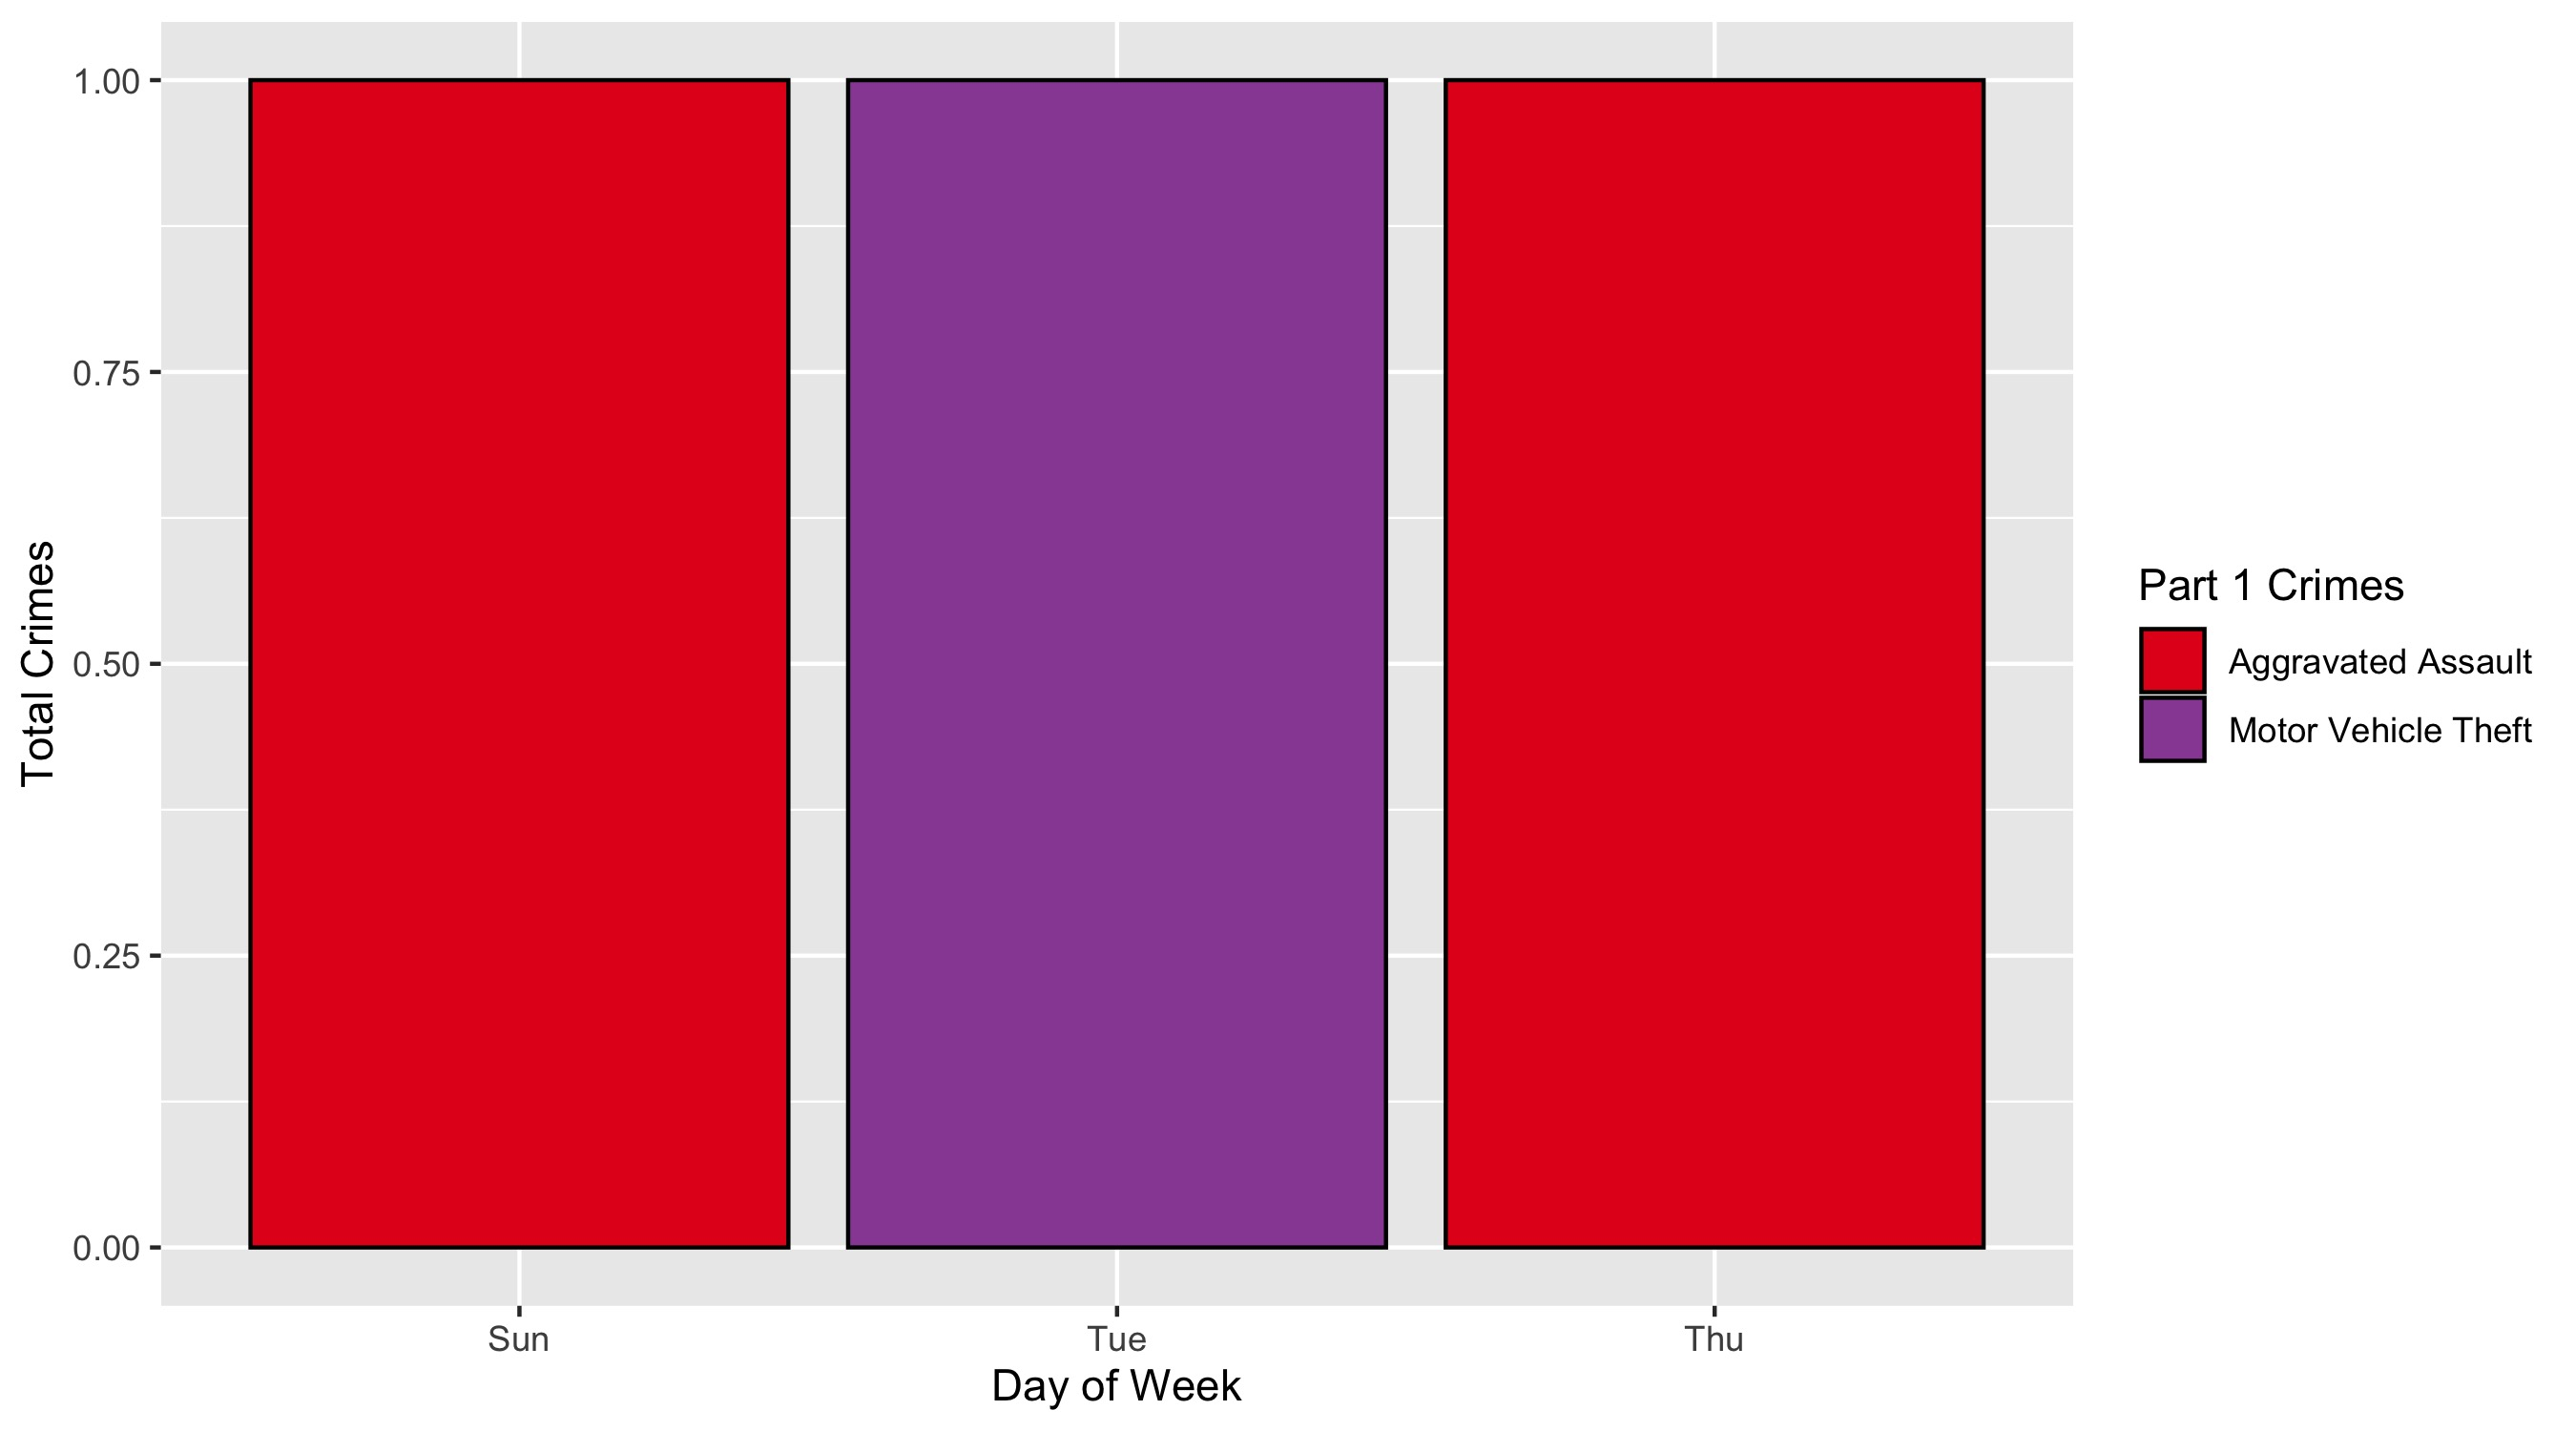 1.00
0.75
0.50
0.25
0.00
Total Crimes
Sun Tue Thu
Day of Week
Part 1 Crimes
Aggravated Assault
Motor Vehicle Theft